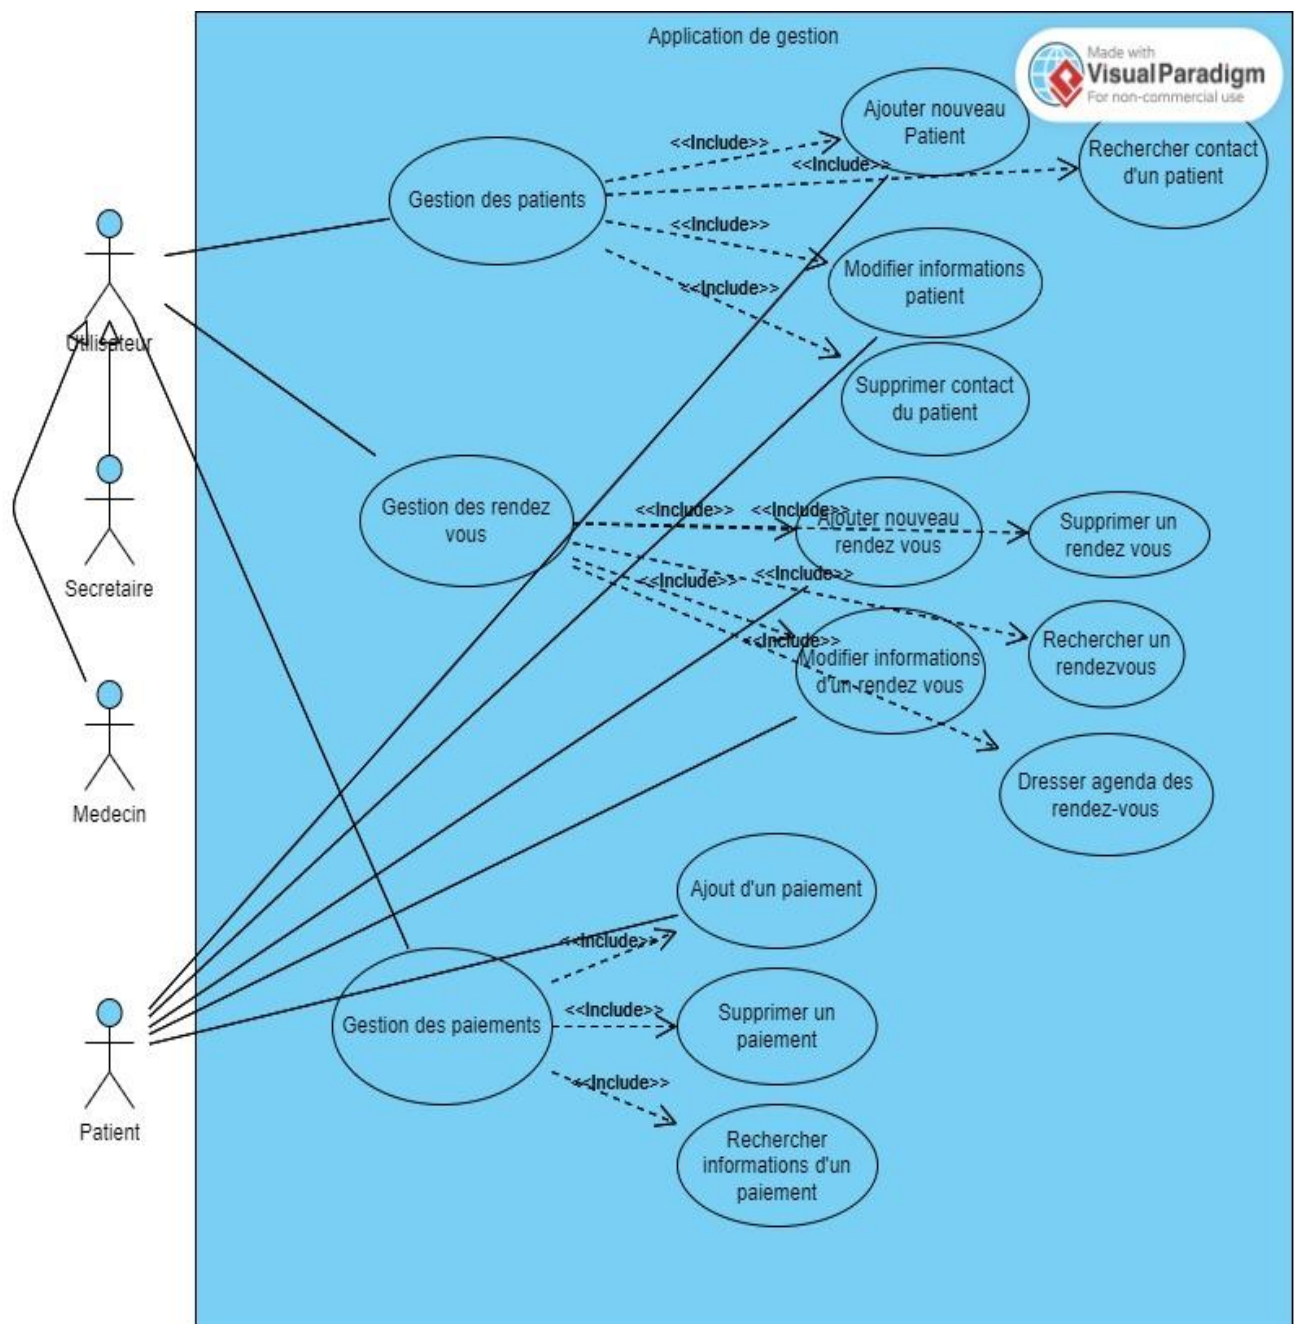 Application de gestion
Made with
Visual Paradigm
For non-commercial use
Ajouter nouveau
Patient
<<Include>>
<<Include>>
Rechercher contact
d'un patient
Gestion des patients
<<Include>>
Modifier informations
patient
<<Include>>
Utilisateur
Supprimer contact
du patient
Gestion des rendez
vous
<<Include>>
<<Include>>
Ajouter nouveau
rendez vous
Supprimer un
rendez vous
Secretaire
<<Include>>
<<Include>>
<<Include>>
Modifier informations
d'un rendez vous
Rechercher un
rendezvous
Medecin
Dresser agenda des
rendez-vous
Ajout d'un paiement
<<Include>>
Gestion des paiements
<<Include>>
Supprimer un
paiement
<<Include>>
Patient
Rechercher
informations d'un
paiement